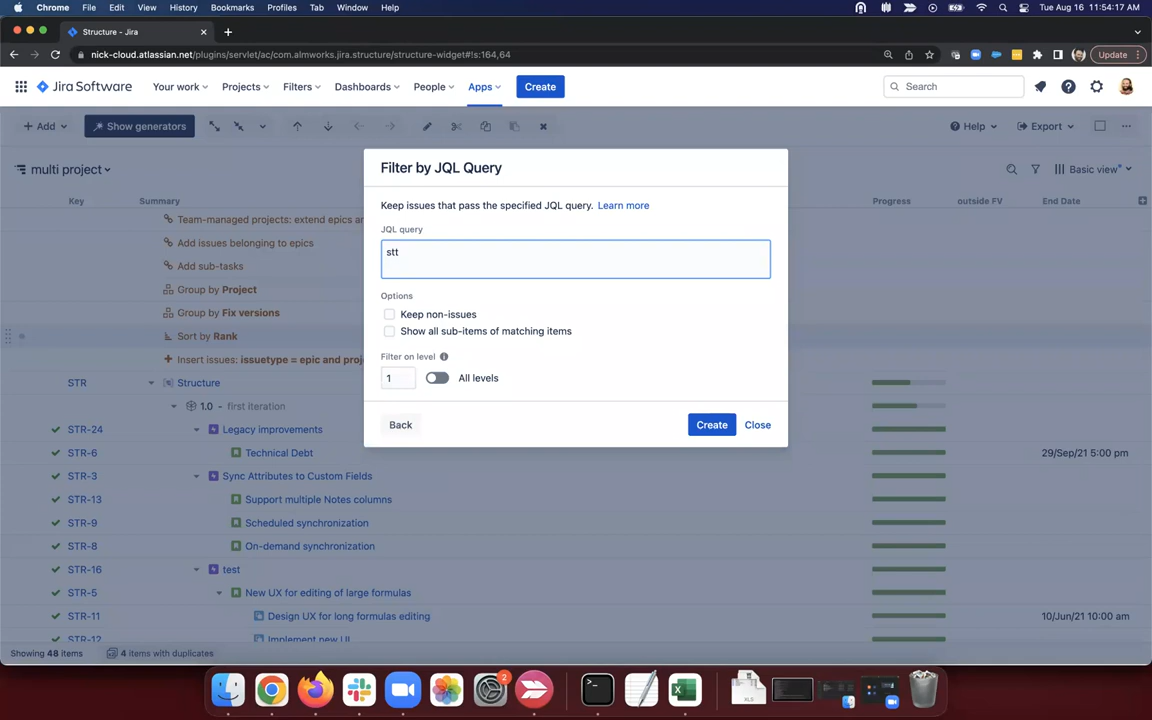 Chrome File Edit View History Bookmarks Profiles Tab Window Help Tue Aug 16 11:54:17 AM
Structure - Jira
nick-cloud.atlassian.net/plugins/servlet/ac/com.almworks.jira.structure/structure-widget#!s:164,64 Update
Jira Software Your work Projects Filters Dashboards People Apps Create Search
Add Show generators Help Export
multi project Basic view*
Key Summary Progress outside FV End Date
Filter by JQL Query
Keep issues that pass the specified JQL query. Learn more
JQL query
stt
Options
Keep non-issues
Show all sub-items of matching items
Filter on level
1 All levels
Back Create Close
Team-managed projects: extend epics
Add issues belonging to epics
Add sub-tasks
Group by Project
Group by Fix versions
Sort by Rank
Insert issues: issuetype = epic and proj
STR Structure
1.0 - first iteration
STR-24 Legacy improvements
STR-6 Technical Debt 29/Sep/21 5:00 pm
STR-3 Sync Attributes to Custom Fields
STR-13 Support multiple Notes columns
STR-9 Scheduled synchronization
STR-8 On-demand synchronization
STR-16 test
STR-5 New UX for editing of large formulas
STR-11 Design UX for long formulas editing 10/Jun/21 10:00 am
STR-12 Implement new UI
Showing 48 items 4 items with duplicates
2
XLS